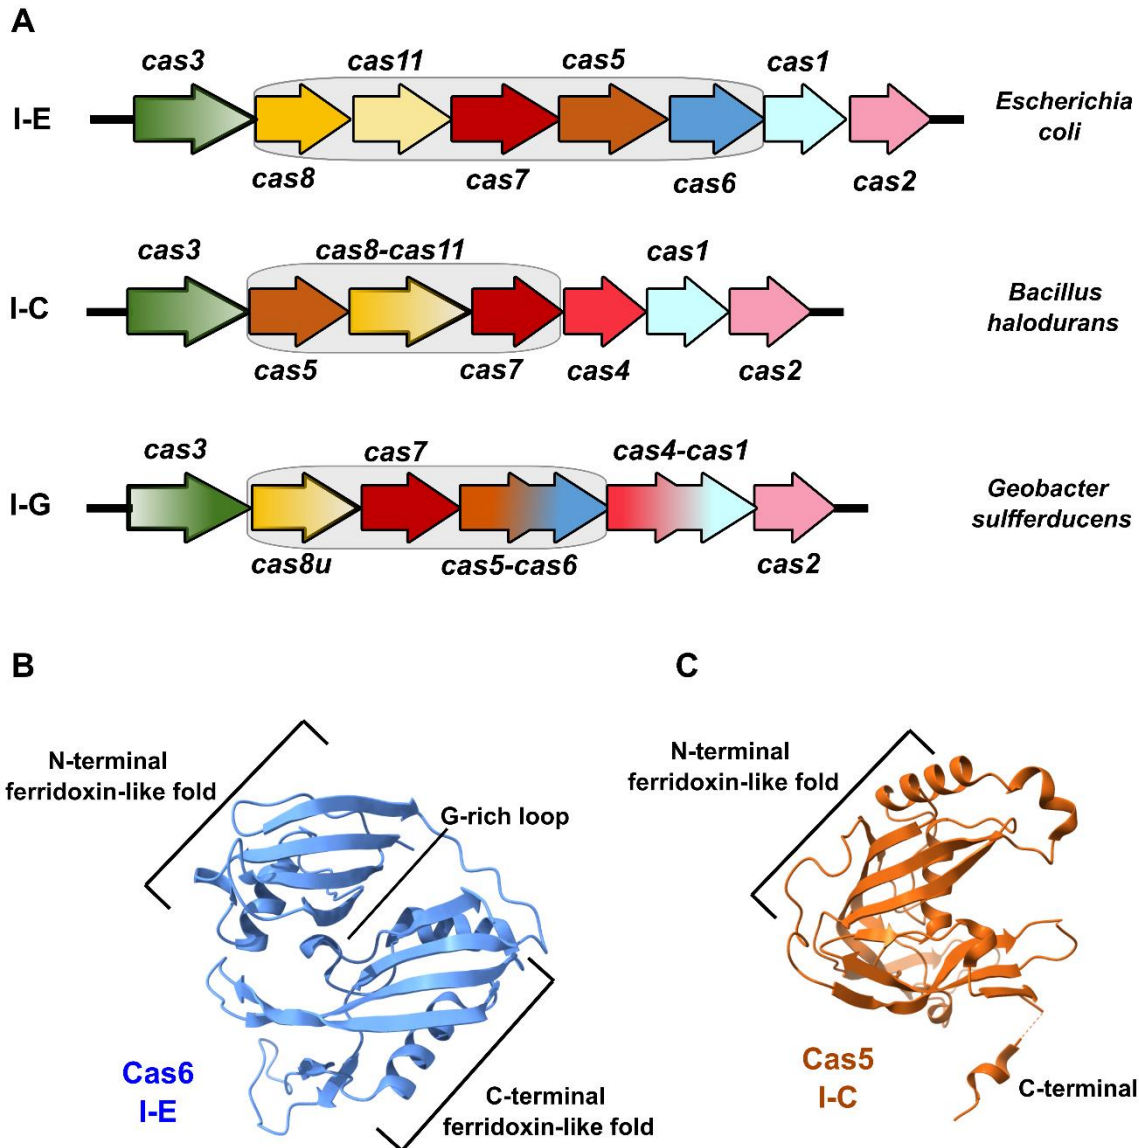 A
cas3
cas11
cas5
cas1
I-E
Escherichia
coli
cas8
cas7
cas6
cas2
cas3
cas8-cas11
cas1
I-C
Bacillus
halodurans
cas5
cas7
cas4
cas2
cas3
cas7
cas4-cas1
I-G
Geobacter
sulfferducens
cas8u
cas5-cas6
cas2
B
N-terminal
ferridoxin-like fold
G-rich loop
Cas6
I-E
C-terminal
ferridoxin-like fold
C
N-terminal
ferridoxin-like fold
Cas5
I-C
C-terminal